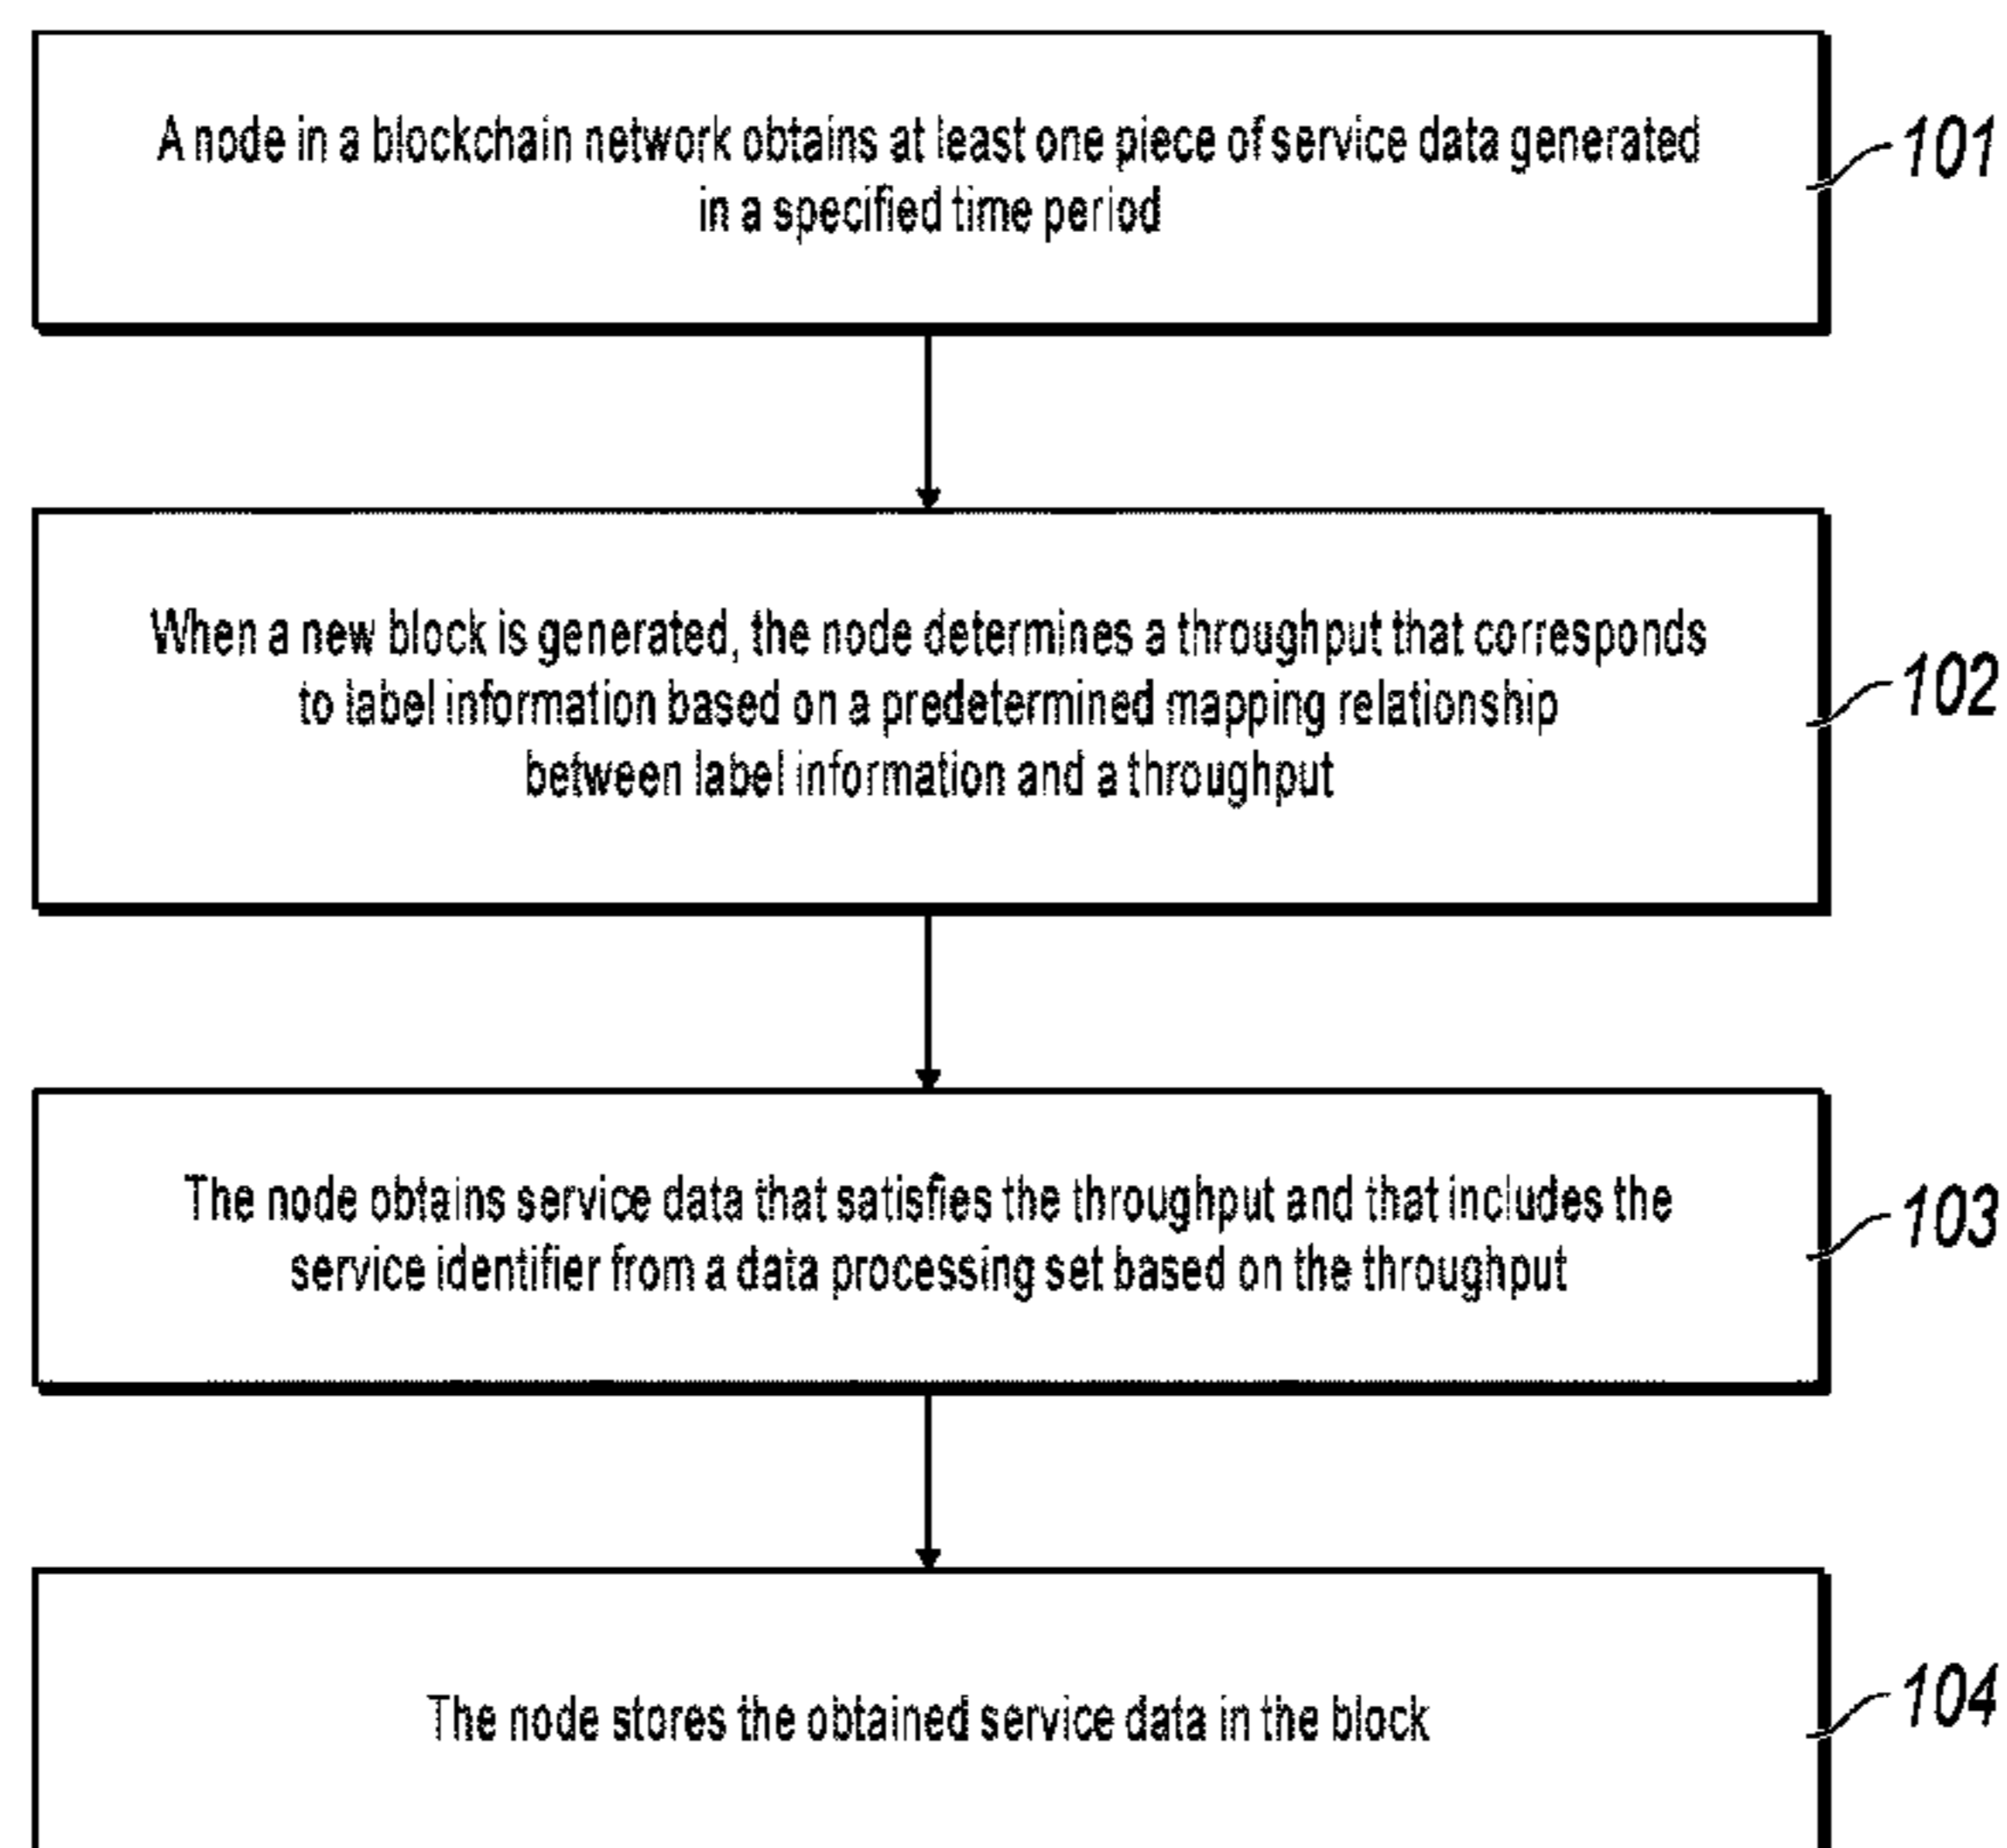 A node in a blockchain network obtains at least one piece of service data generated
in a specified time period
101
When a new block is generated, the node determines a throughput that corresponds
to label information based on a predetermined mapping relationship
between label information and a throughput
102
The node obtains service data that satisfies the throughput and that includes the
service identifier from a data processing set based on the throughput
103
The node stores the obtained service data in the block
104